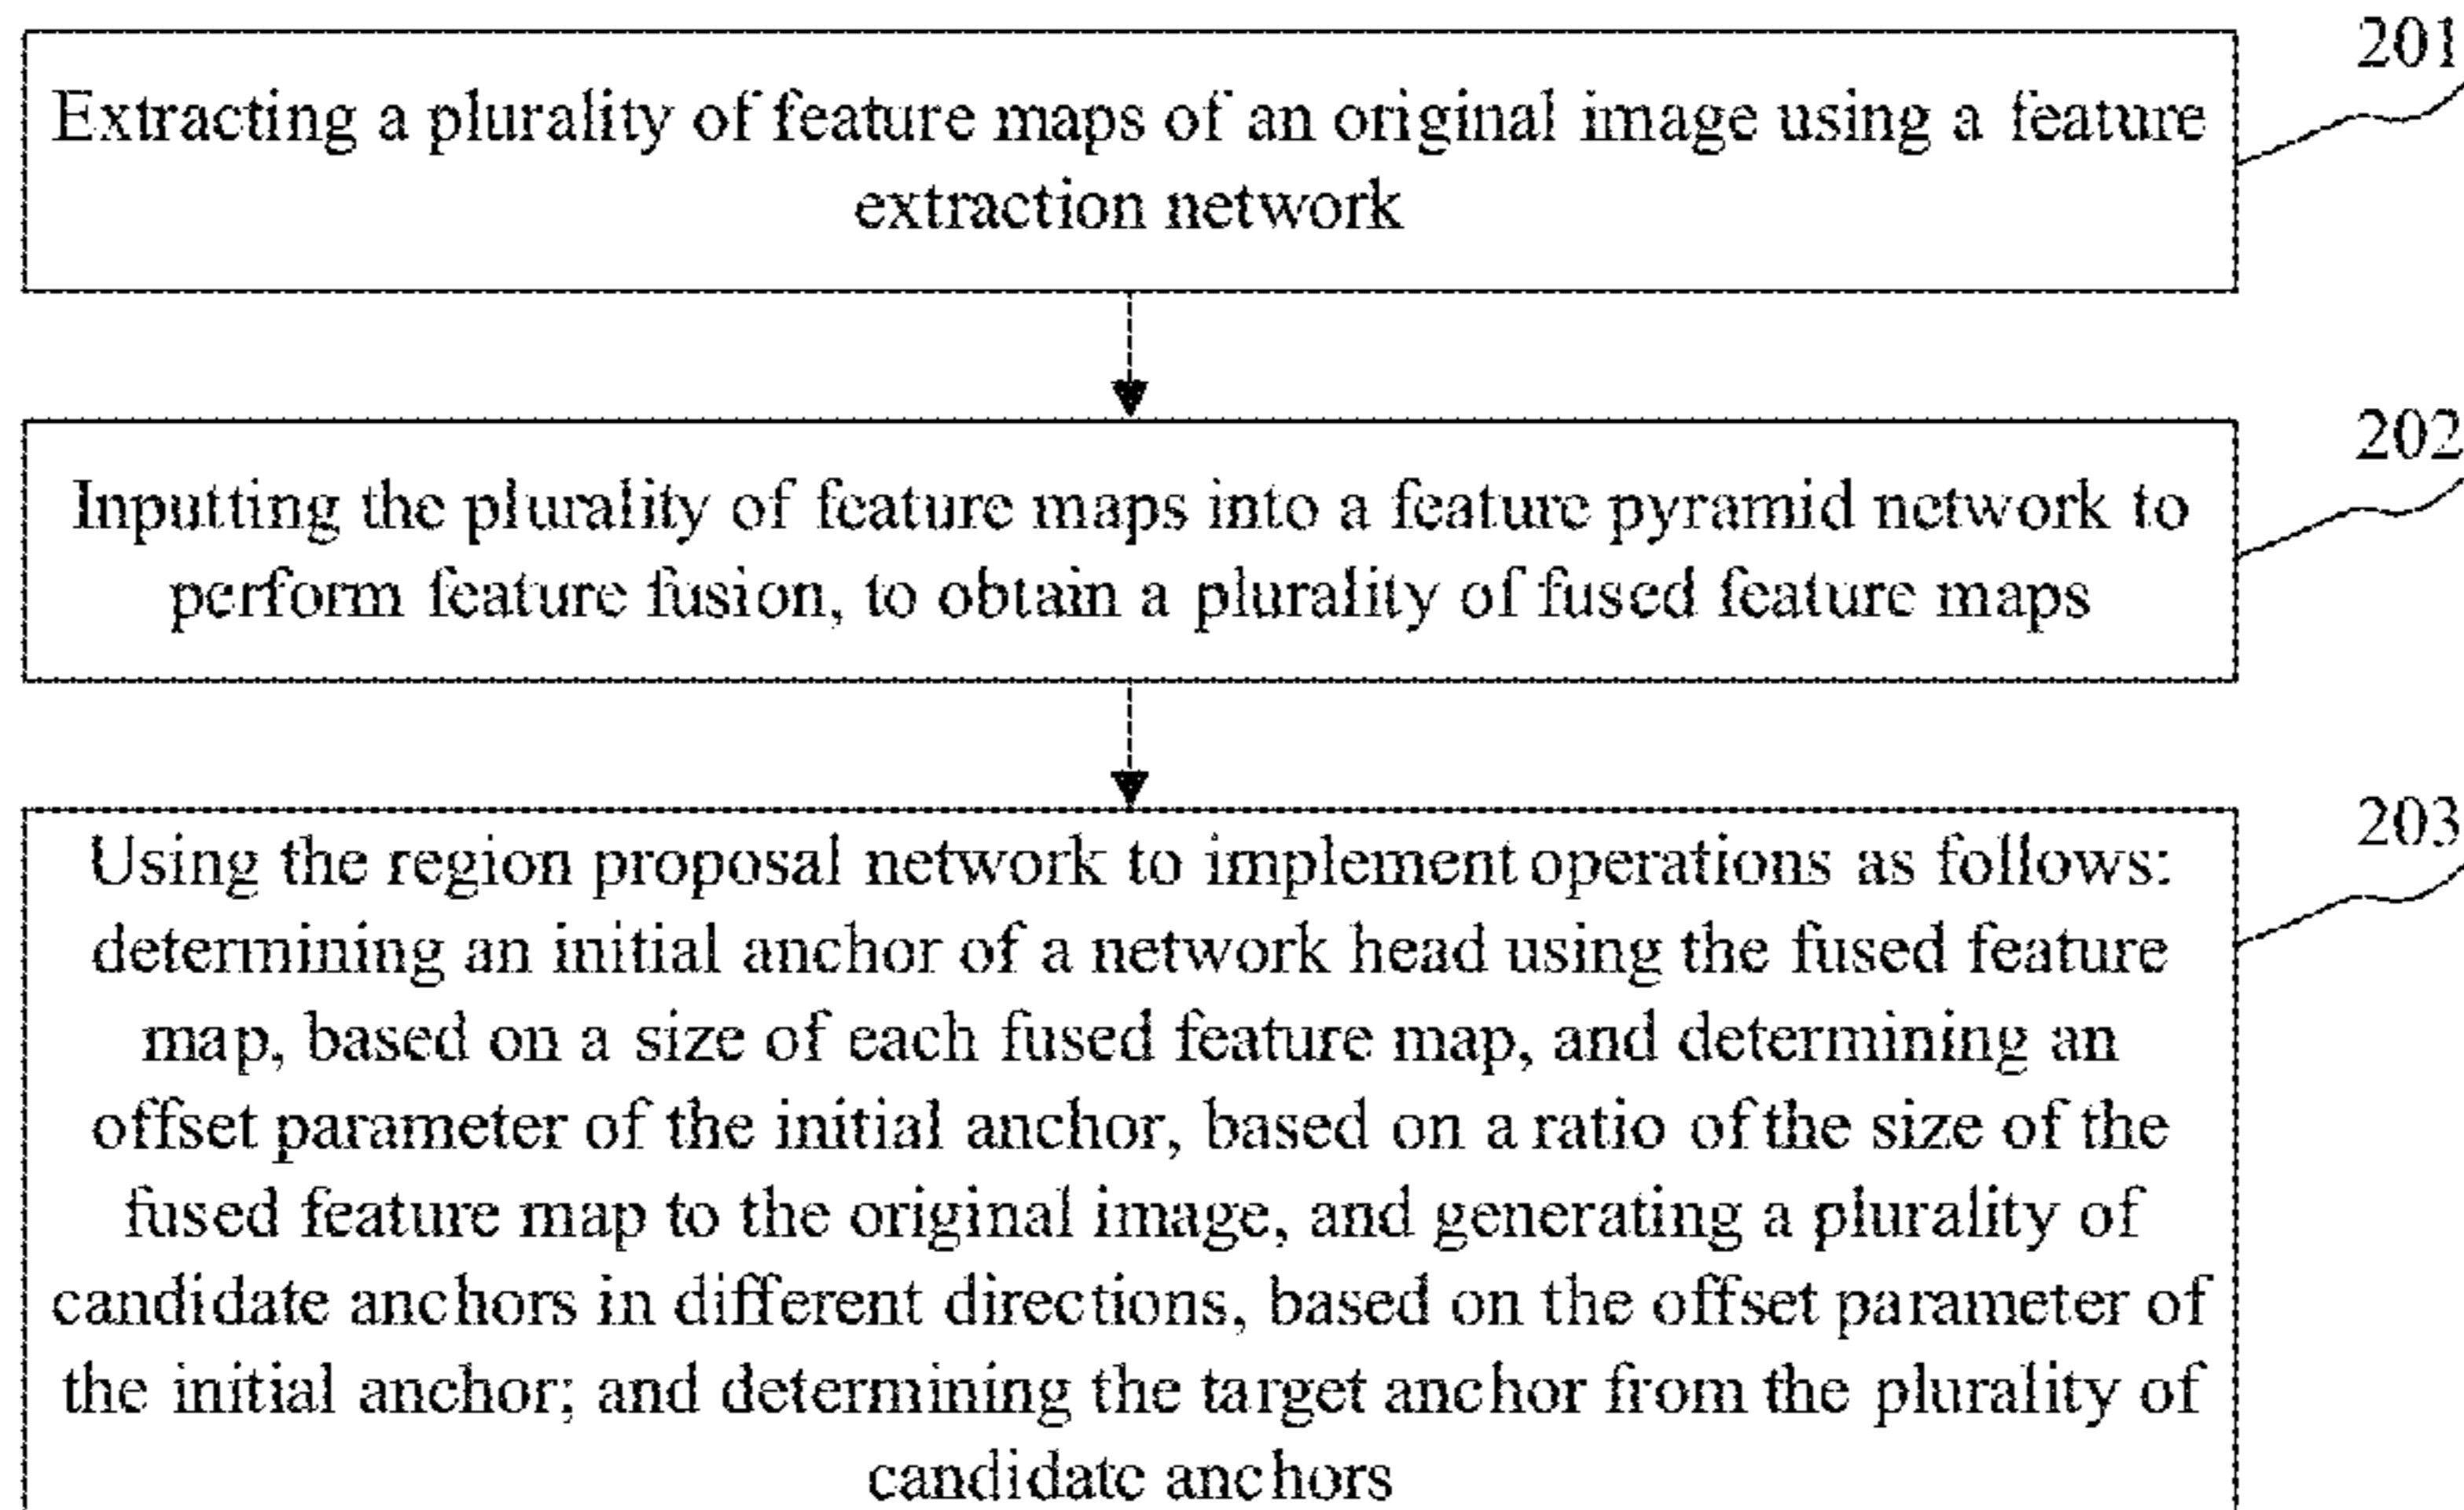 201
Extracting a plurality of feature maps of an original image using a feature
extraction network
202
Inputting the plurality of feature maps into a feature pyramid network to
perform feature fusion, to obtain a plurality of fused feature maps
203
Using the region proposal network to implement operations as follows:
determining an initial anchor of a network head using the fused feature
map, based on a size of each fused feature map, and determining an
offset parameter of the initial anchor, based on a ratio of the size of the
fused feature map to the original image, and generating a plurality of
candidate anchors in different directions, based on the offset parameter of
the initial anchor; and determining the target anchor from the plurality of
candidate anchors